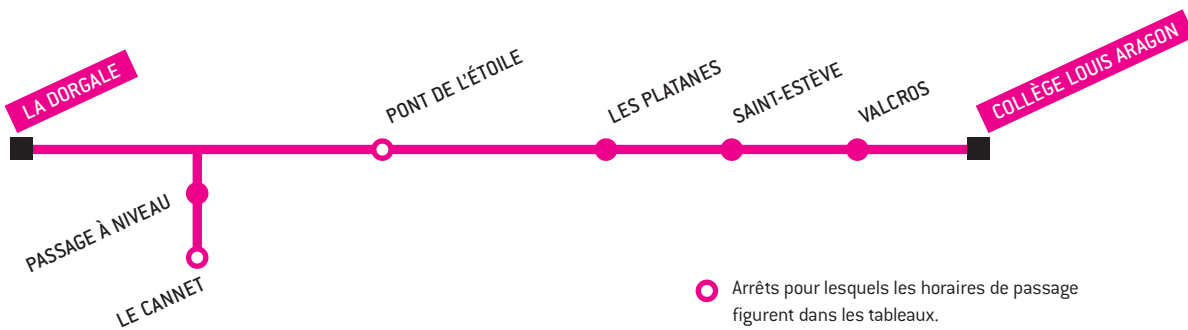 LA DORGALE
PASSAGE À NIVEAU
LE CANNET
PONT DE L'ÉTOILE
LES PLATANES
SAINT-ESTÈVE
VALCROS
COLLÈGE LOUIS ARAGON
Arrêts pour lesquels les horaires de passage
figurent dans les tableaux.